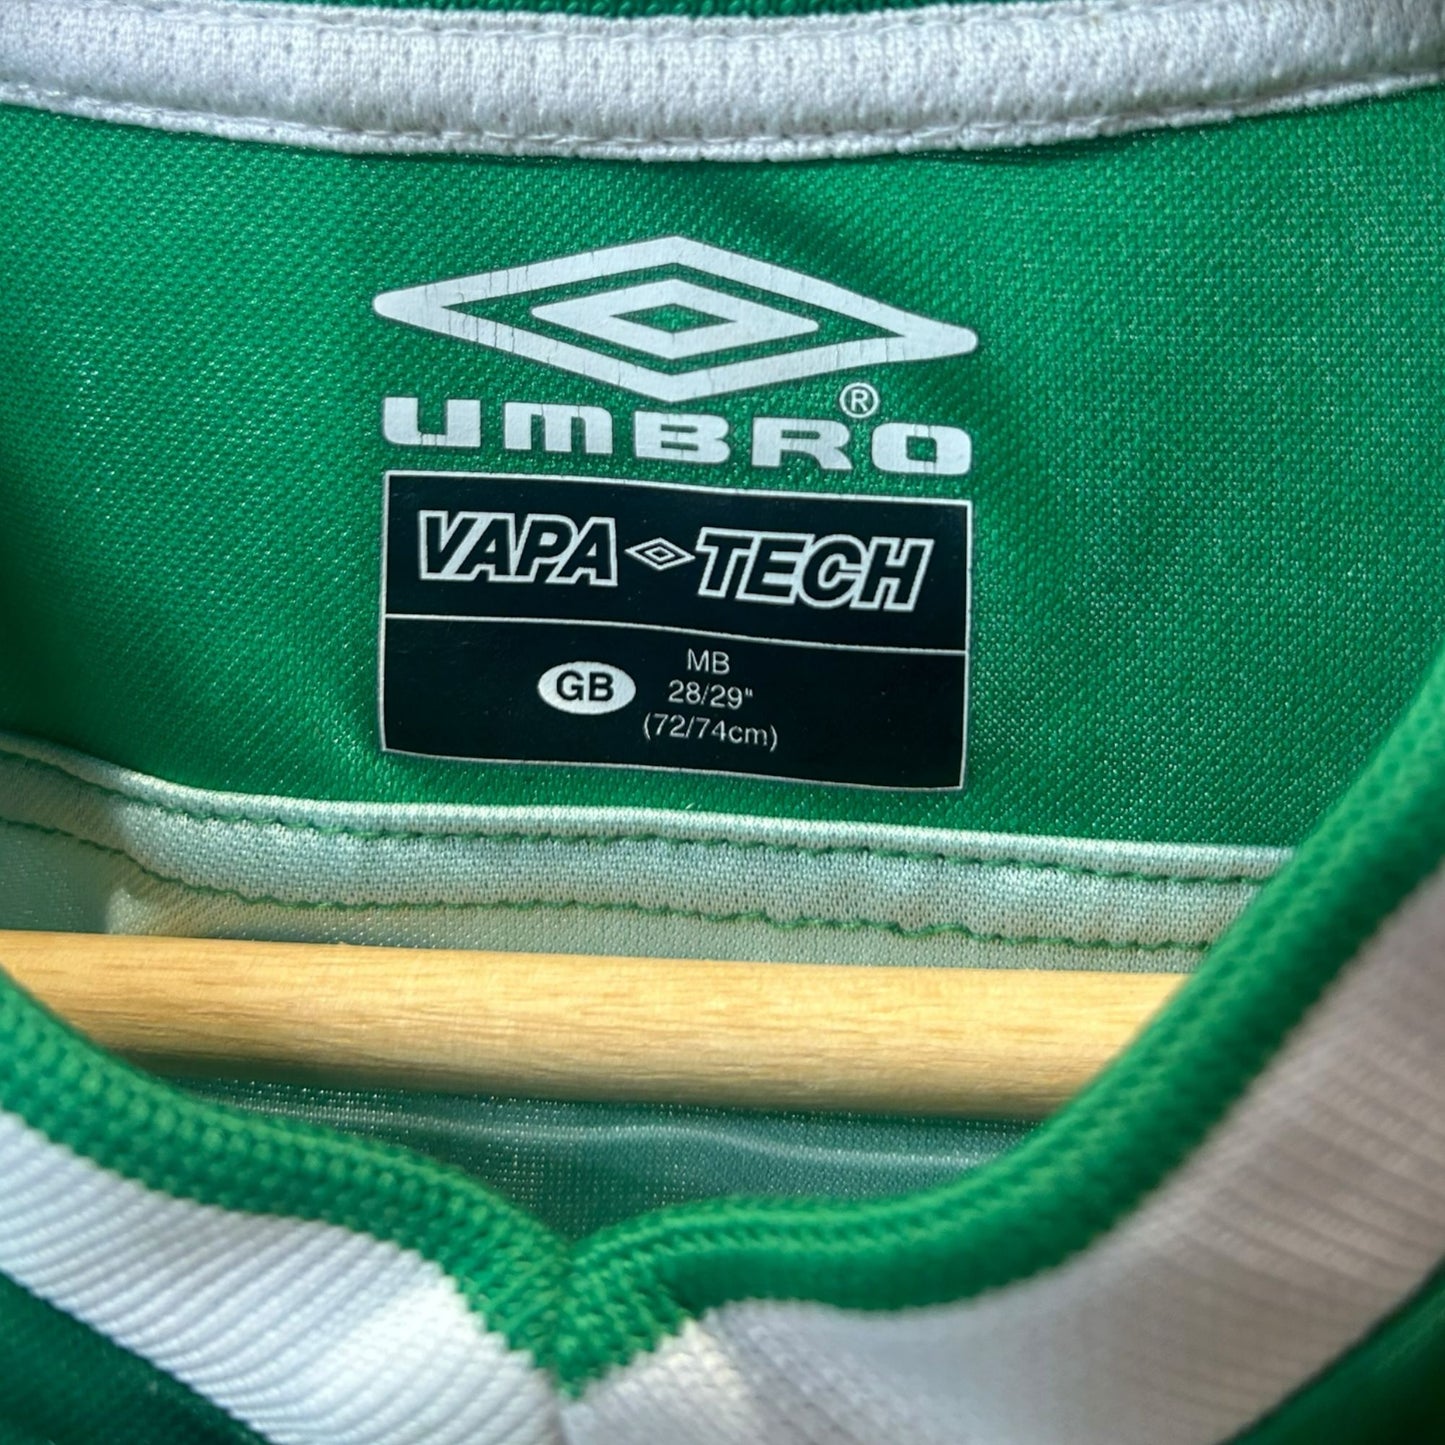 UMBRO®
VAPA TECH
GB
MB
28/29"
(72/74cm)